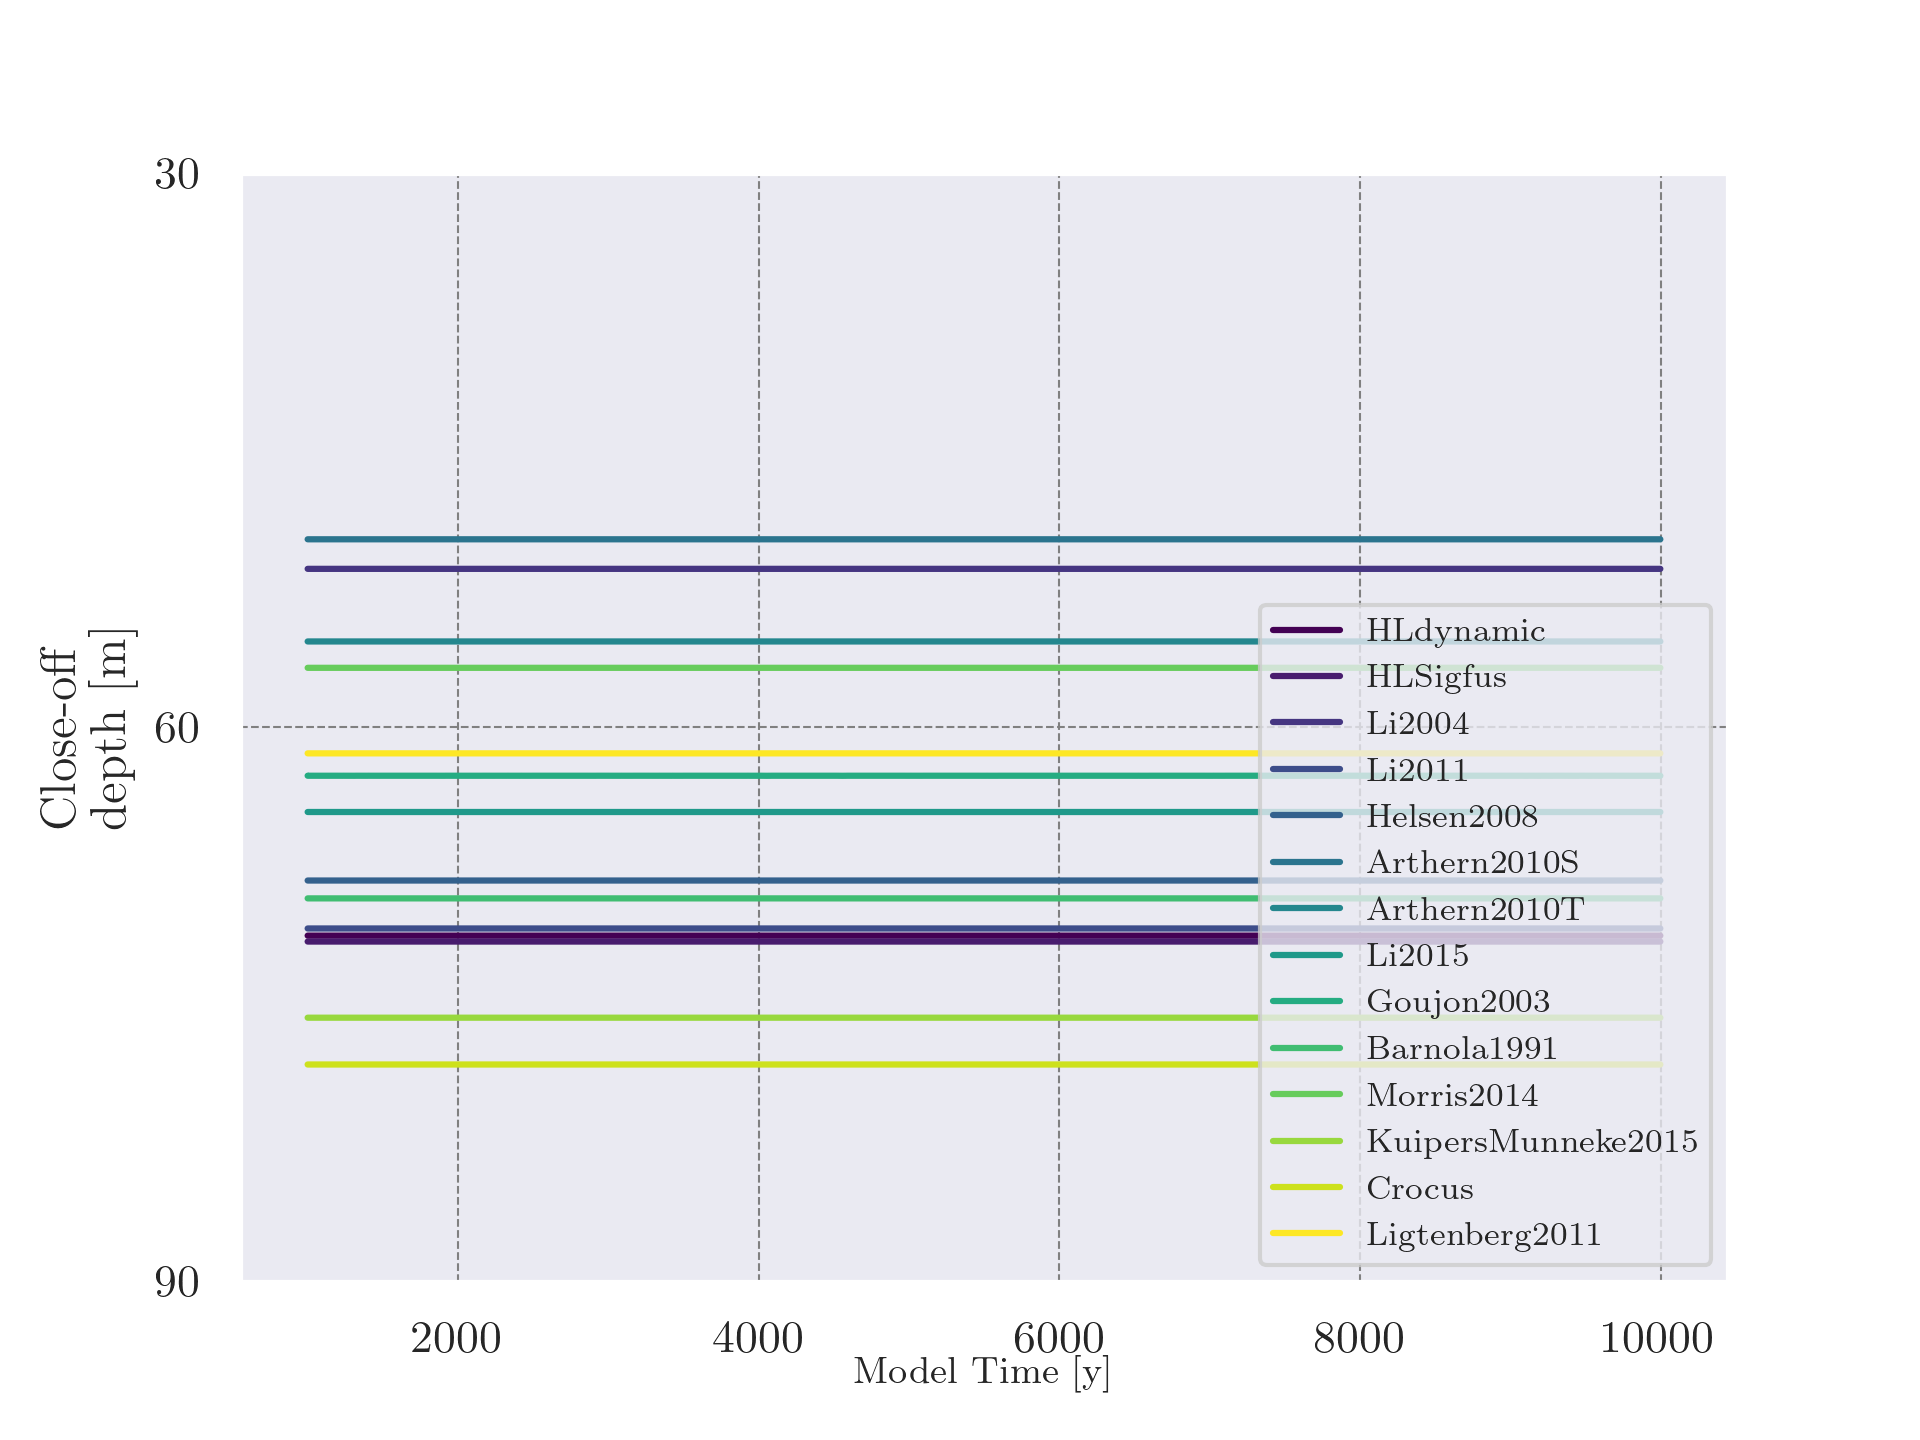 30
60
90
Close-off
depth [m]
HLdynamic
HLSigfus
Li2004
Li2011
Helsen2008
Arthern2010S
Arthern2010T
Li2015
Goujon2003
Barnola1991
Morris2014
KuipersMunneke2015
Crocus
Ligtenberg2011
2000 4000 6000 8000 10000
Model Time [y]